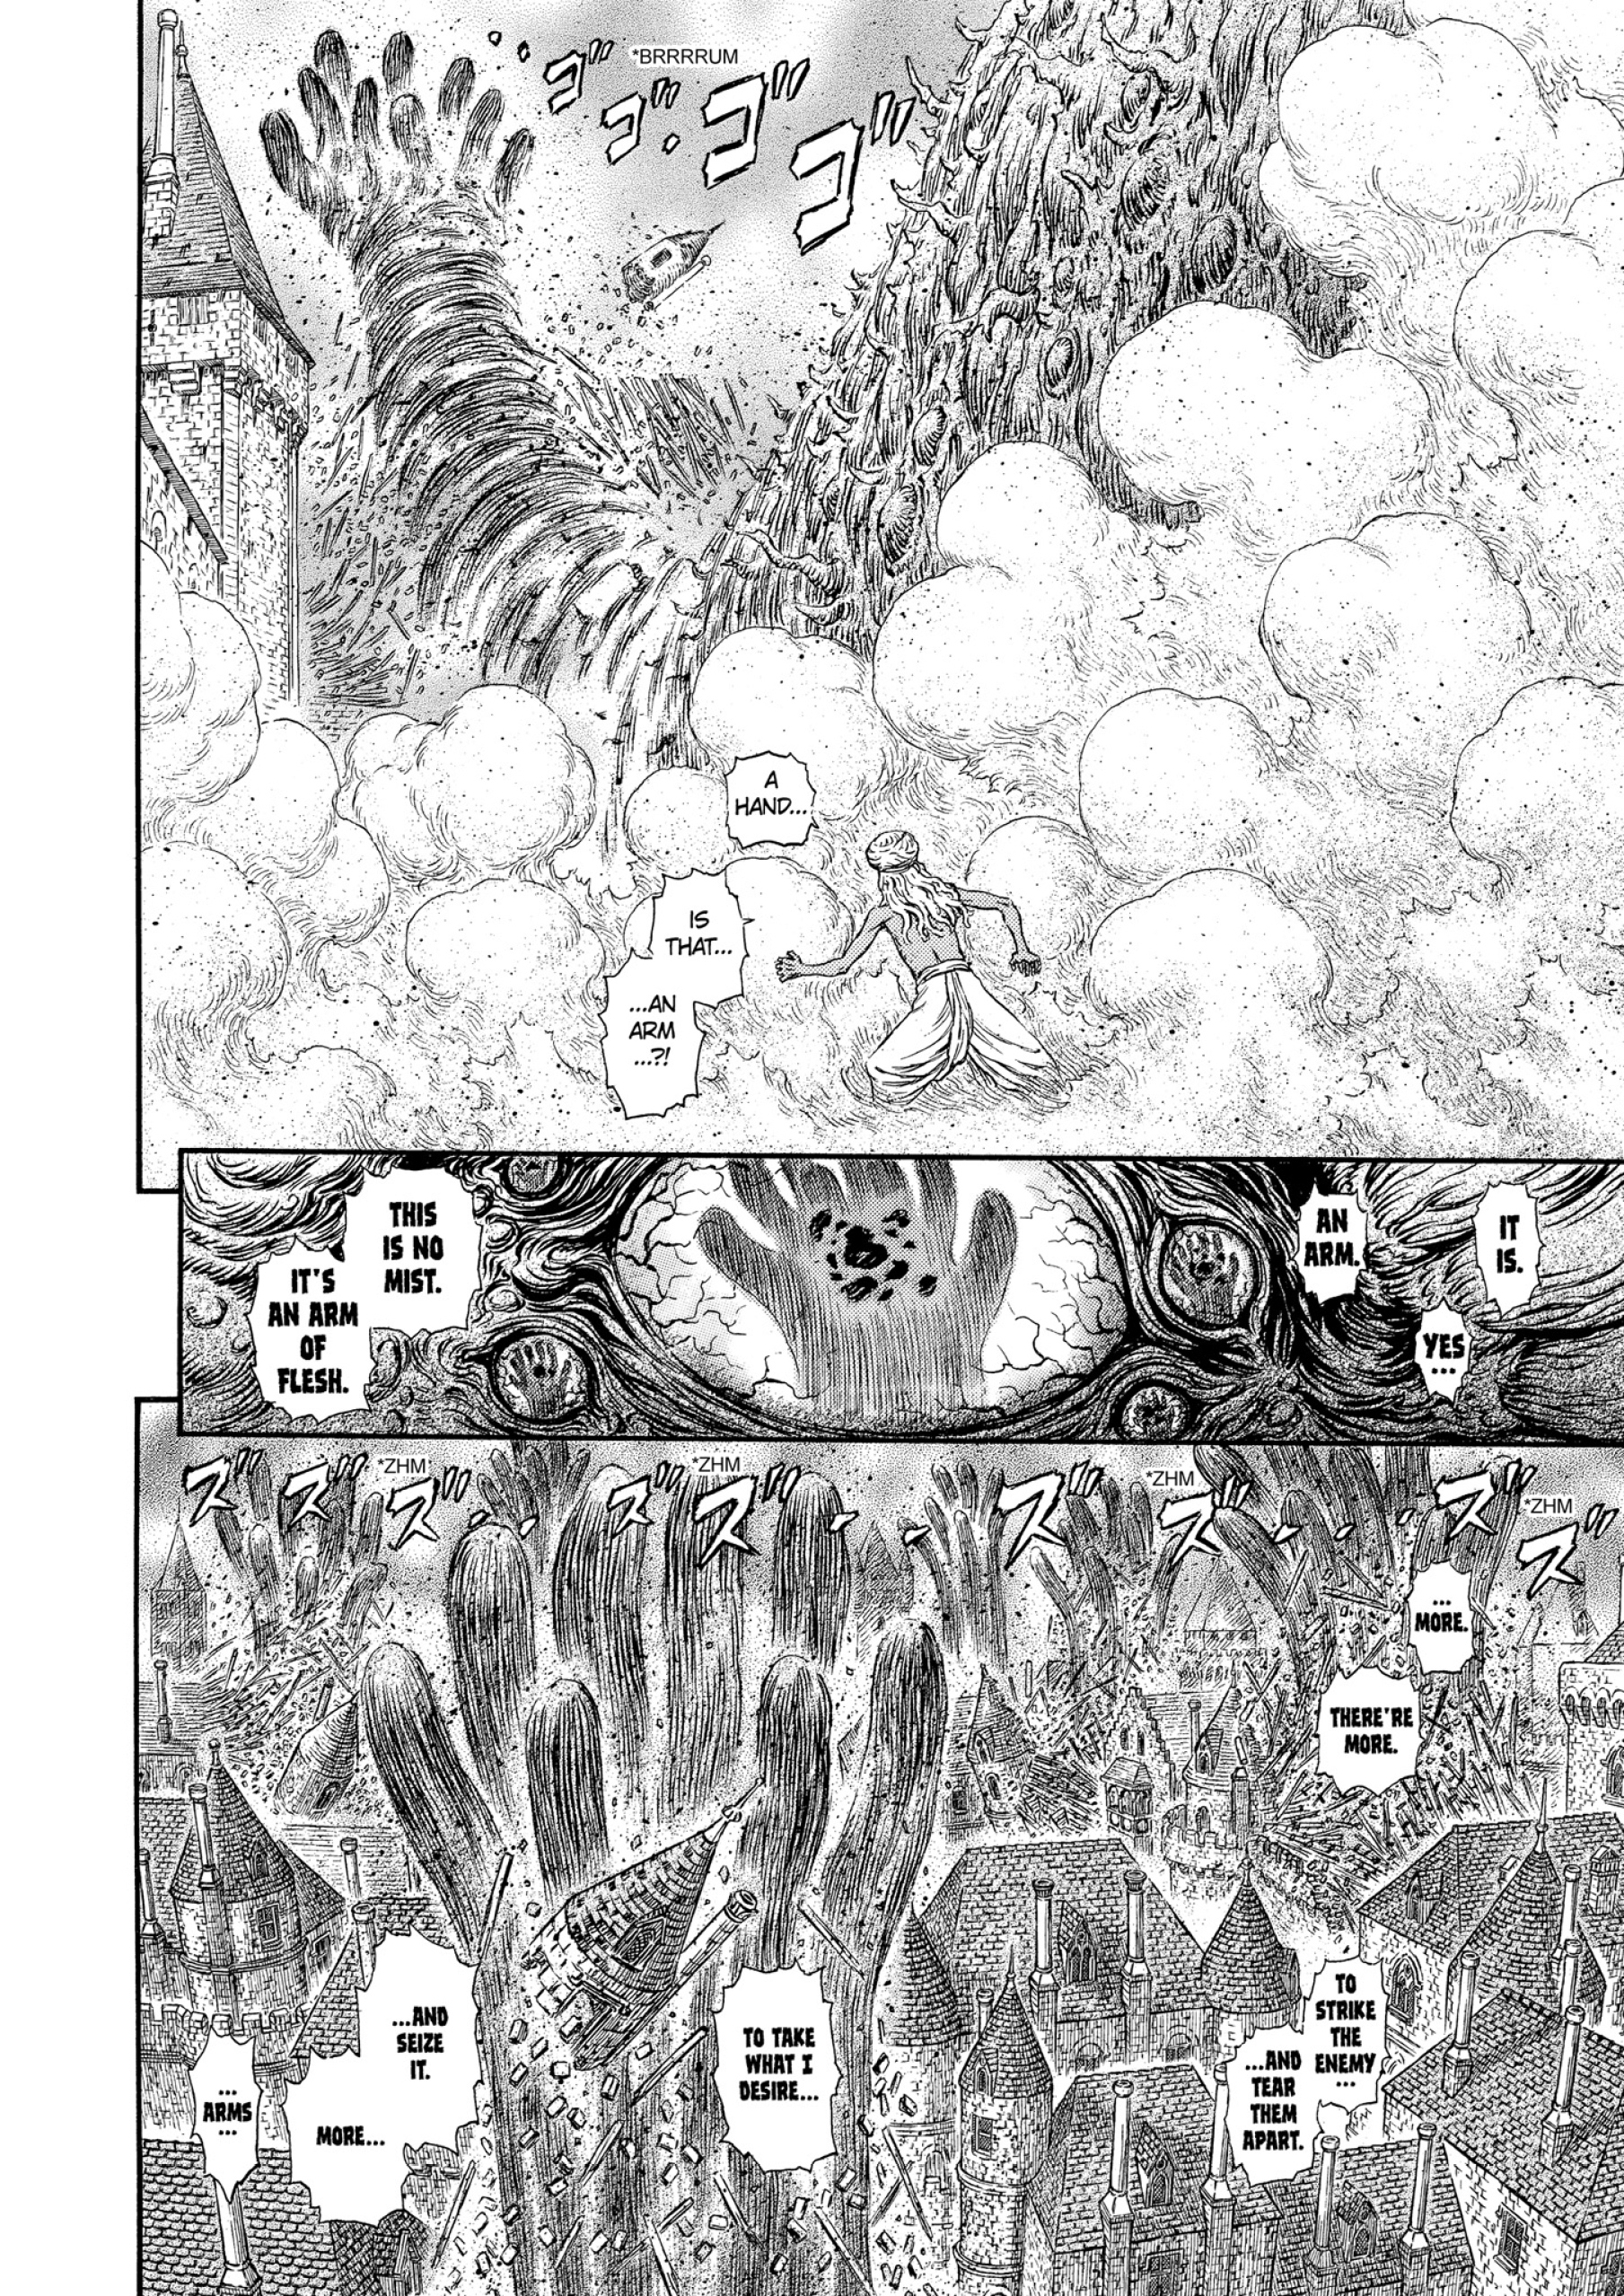 *BRRRRUM
ゴゴゴゴ
A
HAND...
IS
THAT...
...AN
ARM
...?!
IT
IS.
YES
...
AN
ARM.
THIS
IS NO
MIST.
IT'S
AN ARM
OF
FLESH.
ズズズズズズズズズ
*ZHM
*ZHM
*ZHM
*ZHM
...
MORE.
THERE'RE
MORE.
TO
STRIKE
THE
ENEMY
...
...AND
TEAR
THEM
APART.
TO TAKE
WHAT I
DESIRE...
...AND
SEIZE
IT.
MORE...
...
ARMS
...